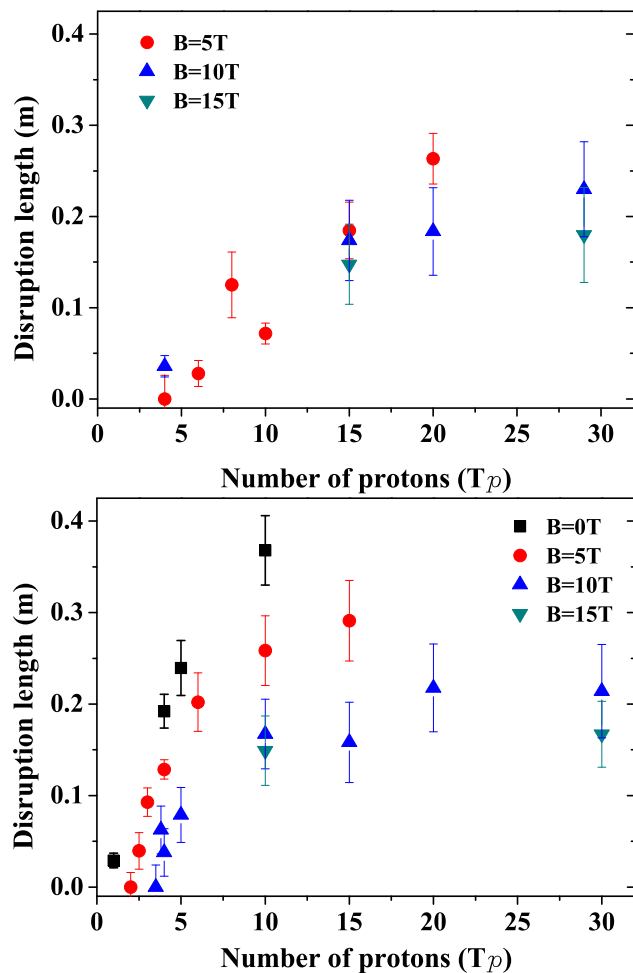 0.4
B=5T
B=10T
B=15T
0.3
0.2
0.1
0.0
Disruption length (m)
0 5 10 15 20 25 30
Number of protons (Tp)
0.4
B=0T
B=5T
B=10T
B=15T
0.3
0.2
0.1
0.0
Disruption length (m)
0 5 10 15 20 25 30
Number of protons (Tp)